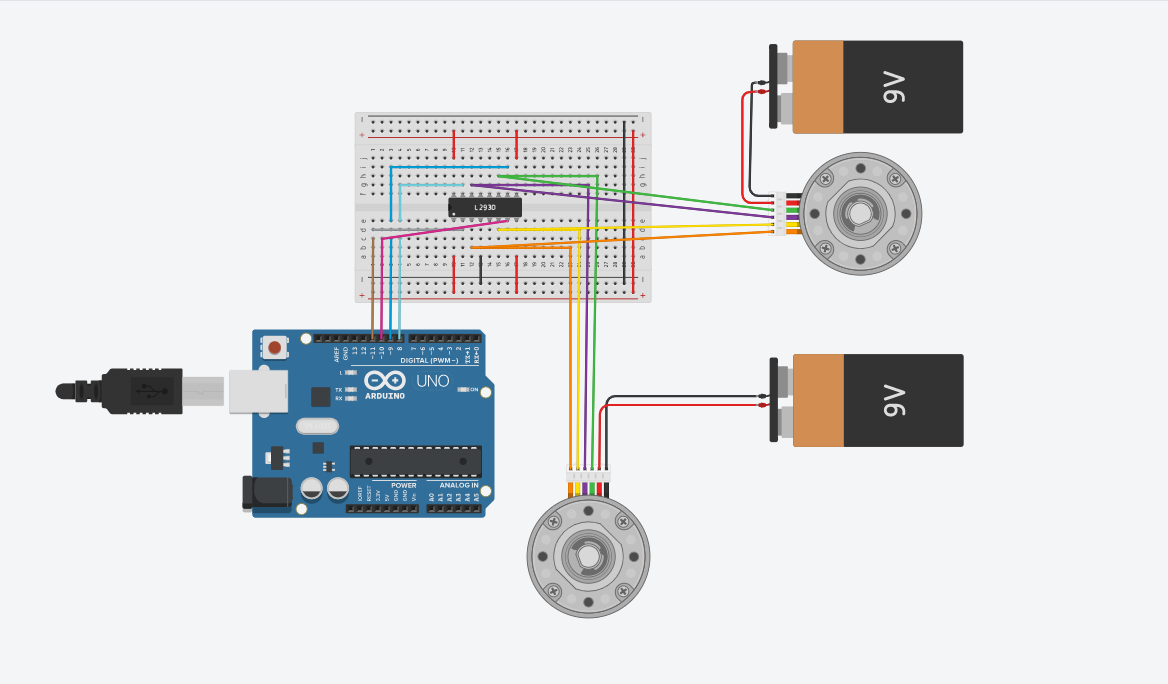 9V
- -
+ +
j j
i i
h h
g g
f f
L293D
e e
d d
c c
b b
a a
- -
+ +
AREF
GND
13
12
~11
~10
~9
8
7
~6
~5
4
~3
2
TX→1
RX←0
DIGITAL (PWM~)
L
TX
RX
UNO
ON
ARDUINO
9V
POWER
ANALOG IN
IOREF
RESET
3.3V
5V
GND
GND
Vin
A0
A1
A2
A3
A4
A5